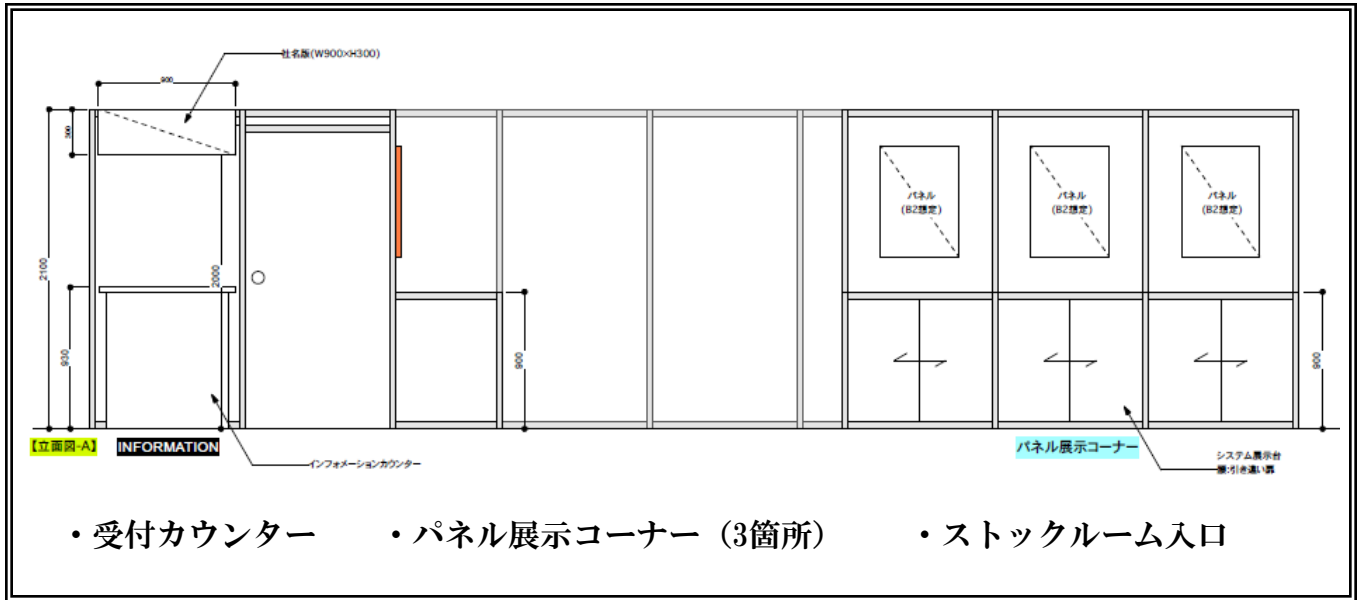 社名版(W900×H300)
900
300
2100
2000
930
900
パネル
(B2想定)
パネル
(B2想定)
パネル
(B2想定)
900
【立面図-A】 INFORMATION
インフォメーションカウンター
パネル展示コーナー
システム展示台
腰:引き違い扉
・受付カウンター ・パネル展示コーナー（3箇所） ・ストックルーム入口